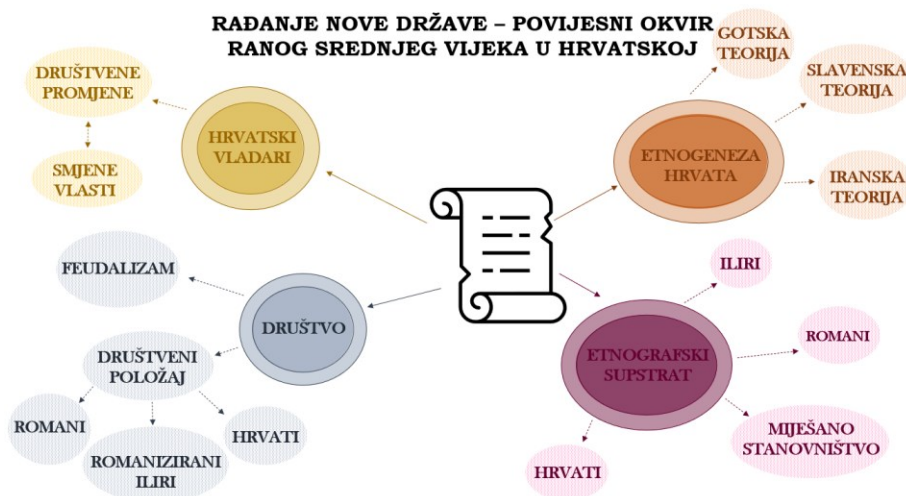 RAĐANJE NOVE DRŽAVE – POVIJESNI OKVIR
RANOG SREDNJEG VIJEKA U HRVATSKOJ
DRUŠTVENE
PROMJENE
SMJENE
VLASTI
HRVATSKI
VLADARI
GOTSKA
TEORIJA
SLAVENSKA
TEORIJA
IRANSKA
TEORIJA
ETNOGENEZA
HRVATA
FEUDALIZAM
DRUŠTVO
DRUŠTVENI
POLOŽAJ
ROMANI
ROMANIZIRANI
ILIRI
HRVATI
ILIRI
ROMANI
ETNOGRAFSKI
SUPSTRAT
MIJEŠANO
STANOVNIŠTVO
HRVATI